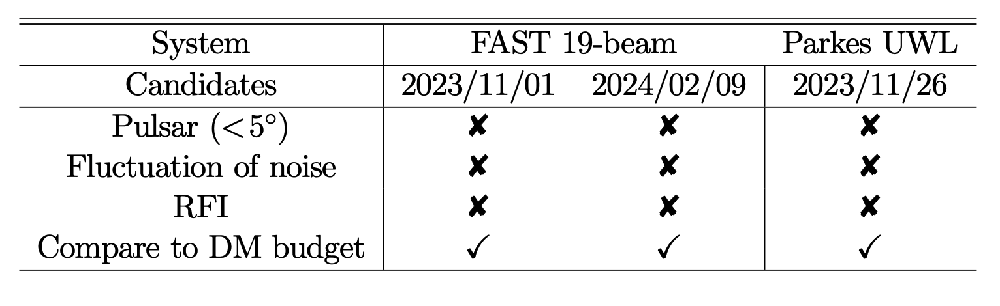 System FAST 19-beam Parkes UWL
Candidates 2023/11/01 2024/02/09 2023/11/26
Pulsar (<5°) ✘ ✘ ✘
Fluctuation of noise ✘ ✘ ✘
RFI ✘ ✘ ✘
Compare to DM budget ✓ ✓ ✓